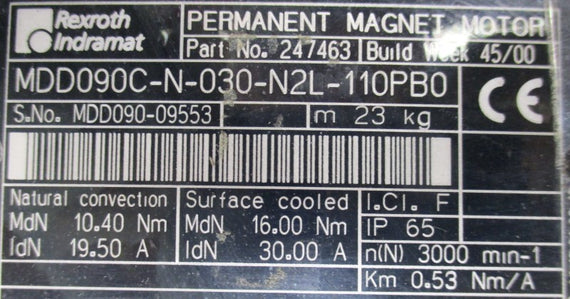 Rexroth
Indramat
PERMANENT MAGNET MOTOR
Part No. 247463 Build Week 45/00
MDD090C-N-030-N2L-110PB0
CE
S.No. MDD090-09553 m 23 kg
Natural convection Surface cooled I.Cl. F
MdN 10.40 Nm MdN 16.00 Nm IP 65
IdN 19.50 A IdN 30.00 A n(N) 3000 min-1
Km 0.53 Nm/A